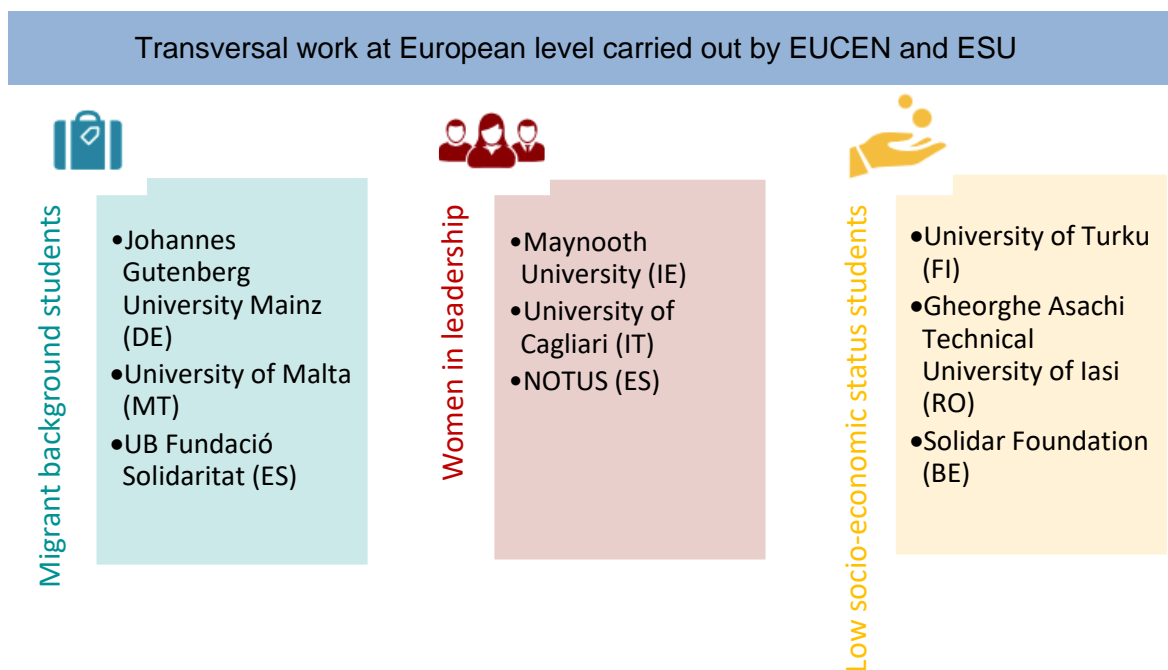 Transversal work at European level carried out by EUCEN and ESU
Migrant background students
•Johannes
Gutenberg
University Mainz
(DE)
•University of Malta
(MT)
•UB Fundació
Solidaritat (ES)
Women in leadership
•Maynooth
University (IE)
•University of
Cagliari (IT)
•NOTUS (ES)
Low socio-economic status students
•University of Turku
(FI)
•Gheorghe Asachi
Technical
University of Iasi
(RO)
•Solidar Foundation
(BE)